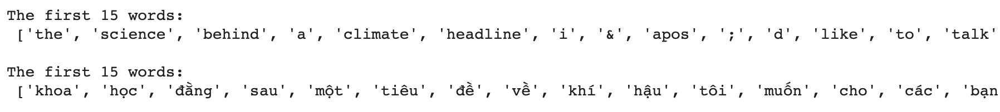 The first 15 words:
['the', 'science', 'behind', 'a', 'climate', 'headline', 'i', '&', 'apos', ';', 'd', 'like', 'to', 'talk'
The first 15 words:
['khoa', 'học', 'đằng', 'sau', 'một', 'tiêu', 'đề', 'về', 'khí', 'hậu', 'tôi', 'muốn', 'cho', 'các', 'bạn